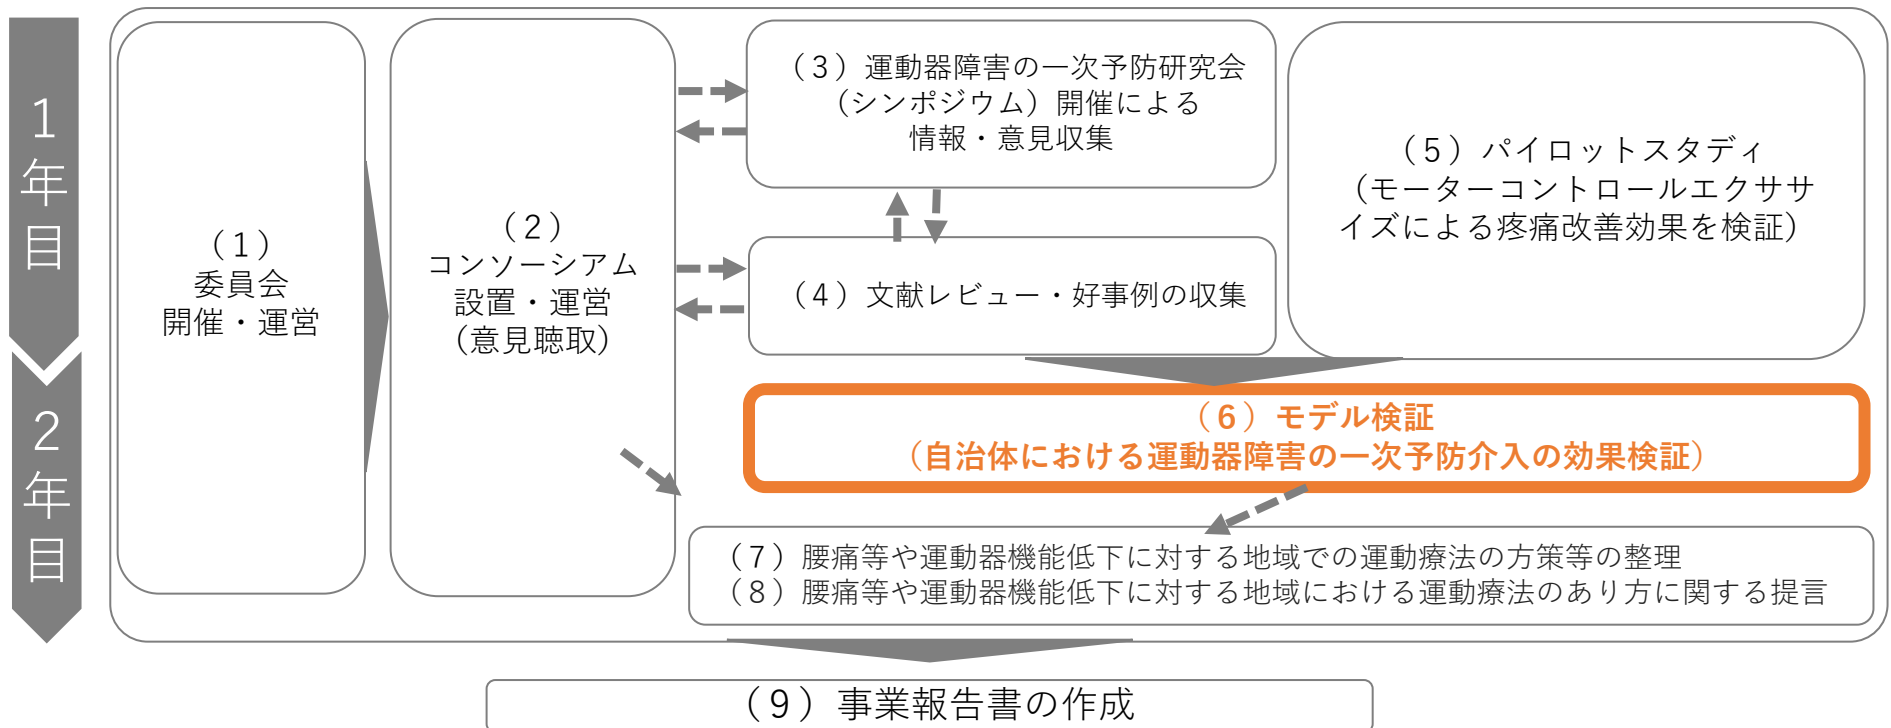 1年目
2年目
（1）
委員会
開催・運営
（2）
コンソーシアム
設置・運営
（意見聴取）
（3）運動器障害の一次予防研究会
（シンポジウム）開催による
情報・意見収集
（4）文献レビュー・好事例の収集
（5）パイロットスタディ
（モーターコントロールエクササ
イズによる疼痛改善効果を検証）
（6）モデル検証
（自治体における運動器障害の一次予防介入の効果検証）
（7）腰痛等や運動器機能低下に対する地域での運動療法の方策等の整理
（8）腰痛等や運動器機能低下に対する地域における運動療法のあり方に関する提言
（9）事業報告書の作成